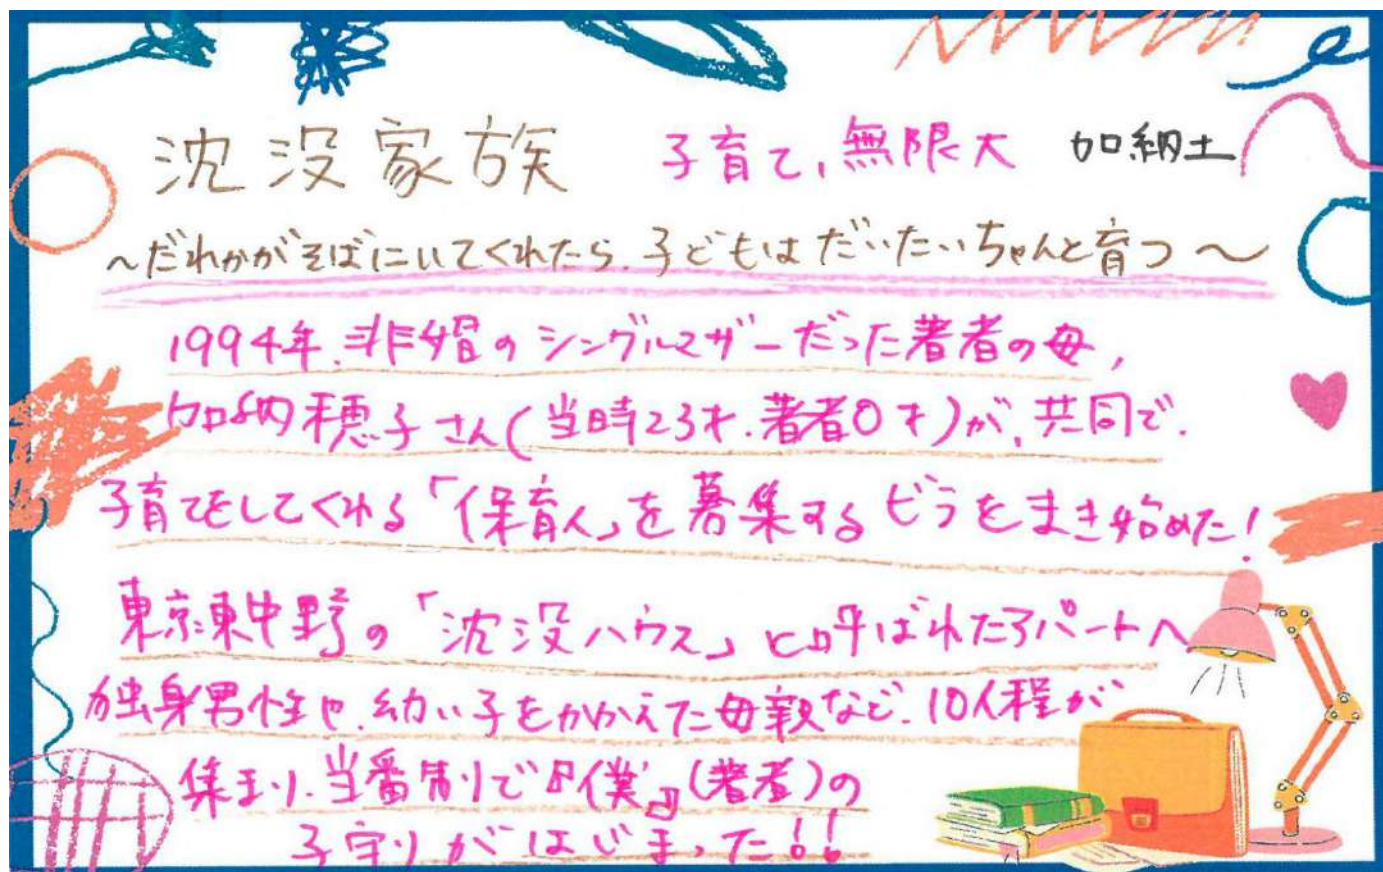 沈没家族 子育て、無限大 加納土
～だれかがそばにいてくれたら、子どもはだいたいちゃんと育つ～
1994年、非婚のシングルマザーだった著者の母、
加納穂子さん(当時23才、著者0才)が、共同で、
子育てをしてくれる「保育人」を募集するビラをまき始めた!
東京東中野の「沈没ハウス」と呼ばれたアパートへ
独身男性や、幼い子をかかえた母親など、10人程が
集まり、当番制で『僕』(著者)の
子守りがはじまった!!